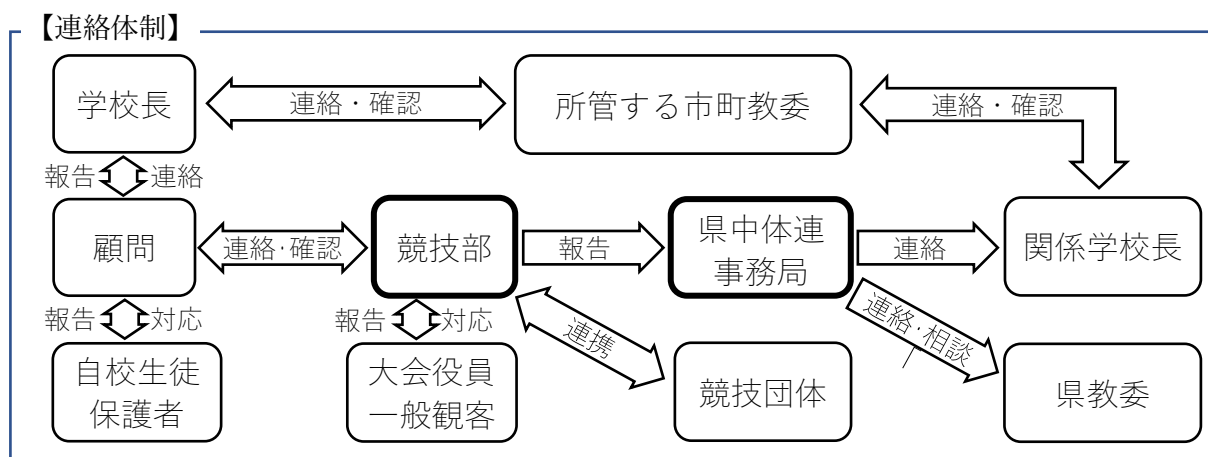 【連絡体制】
学校長
連絡・確認
所管する市町教委
連絡・確認
報告
連絡
顧問
連絡・確認
競技部
報告
県中体連
事務局
連絡
関係学校長
報告
対応
報告
対応
連携
連絡・相談
自校生徒
保護者
大会役員
一般観客
競技団体
県教委